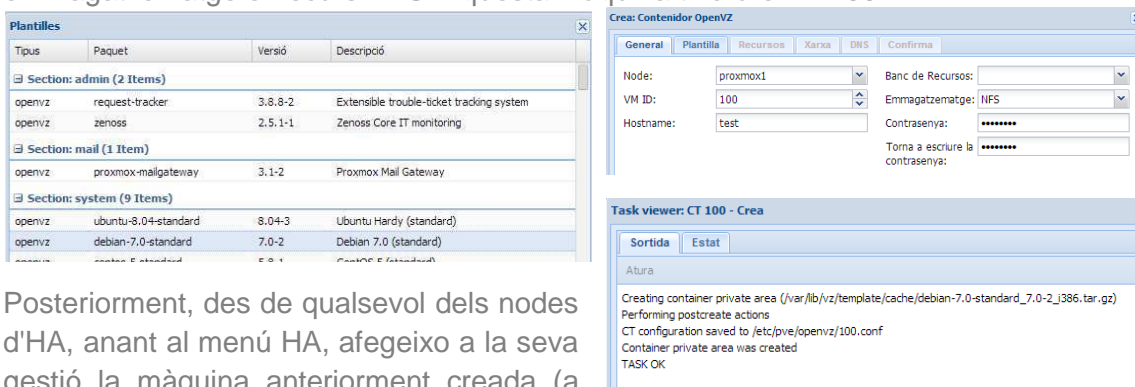 Plantilles
Tipus Paquet Versió Descripció
Section: admin (2 Items)
openvz request-tracker 3.8.8-2 Extensible trouble-ticket tracking system
openvz zenoss 2.5.1-1 Zenoss Core IT monitoring
Section: mail (1 Item)
openvz proxmox-mailgateway 3.1-2 Proxmox Mail Gateway
Section: system (9 Items)
openvz ubuntu-8.04-standard 8.04-3 Ubuntu Hardy (standard)
openvz debian-7.0-standard 7.0-2 Debian 7.0 (standard)
Crea: Contenidor OpenVZ
General Plantilla Recursos Xarxa DNS Confirma
Node: proxmox1 Banc de Recursos:
VM ID: 100 Emmagatzematge: NFS
Hostname: test Contrasenya: ••••••••
Torna a escriure la contrasenya: ••••••••
Task viewer: CT 100 - Crea
Sortida Estat
Atura
Creating container private area (/var/lib/vz/template/cache/debian-7.0-standard_7.0-2_i386.tar.gz)
Performing postcreate actions
CT configuration saved to /etc/pve/openvz/100.conf
Container private area was created
TASK OK
Posteriorment, des de qualsevol dels nodes
d'HA, anant al menú HA, afegeixo a la seva
gestió la màquina anteriorment creada (a